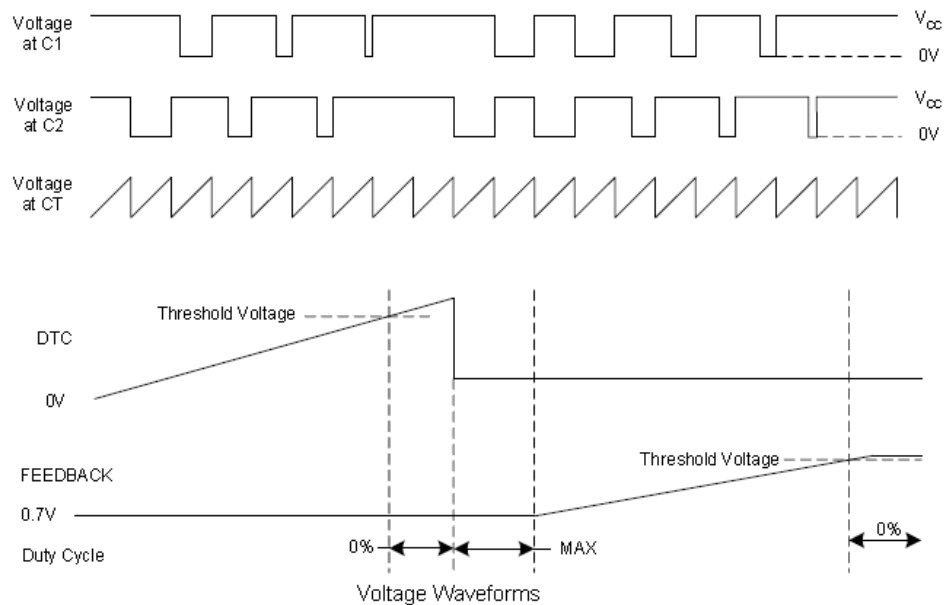 Voltage
at C1
VCC
0V
Voltage
at C2
VCC
0V
Voltage
at CT
Threshold Voltage
DTC
0V
Threshold Voltage
FEEDBACK
0.7V
Duty Cycle
0%
MAX
0%
Voltage Waveforms